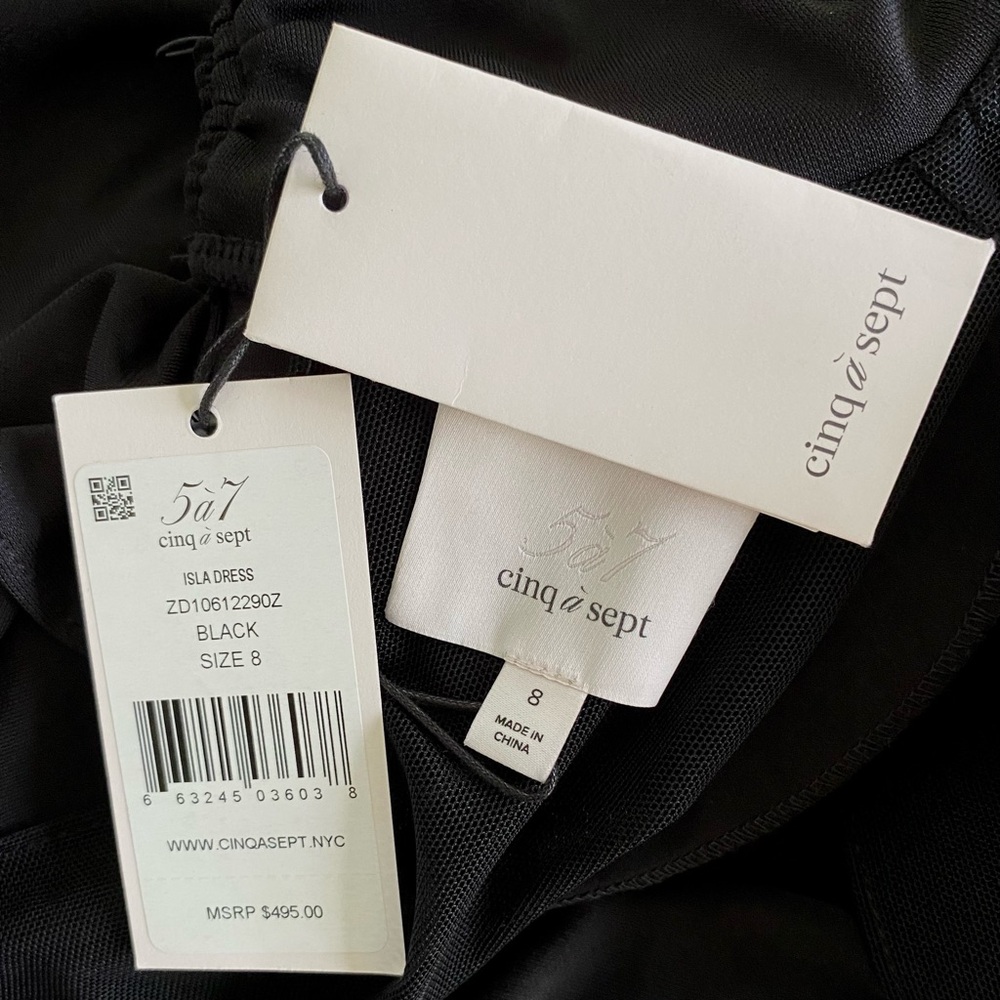 cinq à sept
5à7
cinq à sept
ISLA DRESS
ZD10612290Z
BLACK
SIZE 8
6 63245 03603 8
WWW.CINQASEPT.NYC
MSRP $495.00
5à7
cinq à sept
8
MADE IN
CHINA